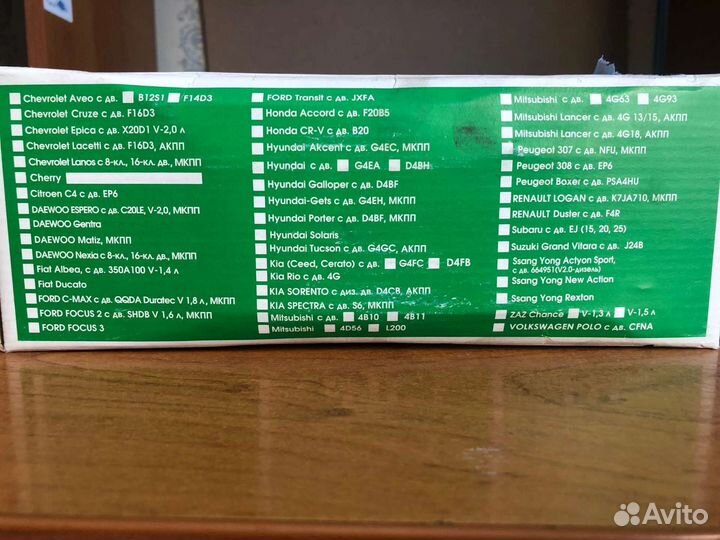 Chevrolet Aveo с дв. B12S1 F14D3
Chevrolet Cruze с дв. F16D3
Chevrolet Epica с дв. X20D1 V-2,0 л
Chevrolet Lacetti с дв. F16D3, АКПП
Chevrolet Lanos 8-кл., 16-кл. дв., МКПП
Cherry
Citroen C4 с дв. EP6
DAEWOO ESPERO с дв. C20LE, V-2,0, МКПП
DAEWOO Gentra
DAEWOO Matiz, МКПП
DAEWOO Nexia с 8-кл., 16-кл. дв., МКПП
Fiat Albea, с дв. 350A100 V-1,4 л
Fiat Ducato
FORD C-MAX с дв. QQDA Duratec V 1,8 л, МКПП
FORD FOCUS 2 с дв. SHDB V 1,6 л, МКПП
FORD FOCUS 3
FORD Transit с дв. JXFA
Honda Accord с дв. F20B5
Honda CR-V с дв. B20
Hyundai Akcent с дв. G4EC, МКПП
Hyundai с дв. G4EA D4BH
Hyundai Galloper с дв. D4BF
Hyundai-Gets с дв. G4EH, МКПП
Hyundai Porter с дв. D4BF, МКПП
Hyundai Solaris
Hyundai Tucson с дв. G4GC, АКПП
Kia (Ceed, Cerato) с дв. G4FC D4FB
Kia Rio с дв. 4G
KIA SORENTO с диз. дв. D4CB, АКПП
KIA SPECTRA с дв. S6, МКПП
Mitsubishi с дв. 4B10 4B11
Mitsubishi 4D56 L200
Mitsubishi с дв. 4G63 4G93
Mitsubishi Lancer с дв. 4G 13/15, АКПП
Mitsubishi Lancer с дв. 4G18, АКПП
Peugeot 307 с дв. NFU, МКПП
Peugeot 308 с дв. EP6
Peugeot Boxer с дв. PSA4HU
RENAULT LOGAN с дв. K7JA710, МКПП
RENAULT Duster с дв. F4R
Subaru с дв. EJ (15, 20, 25)
Suzuki Grand Vitara с дв. J24B
Ssang Yong Actyon Sport,
с дв. 664951(V2.0-дизель)
Ssang Yong New Action
Ssang Yong Rexton
ZAZ Chance V-1,3 л V-1,5 л
VOLKSWAGEN POLO с дв. CFNA
Avito